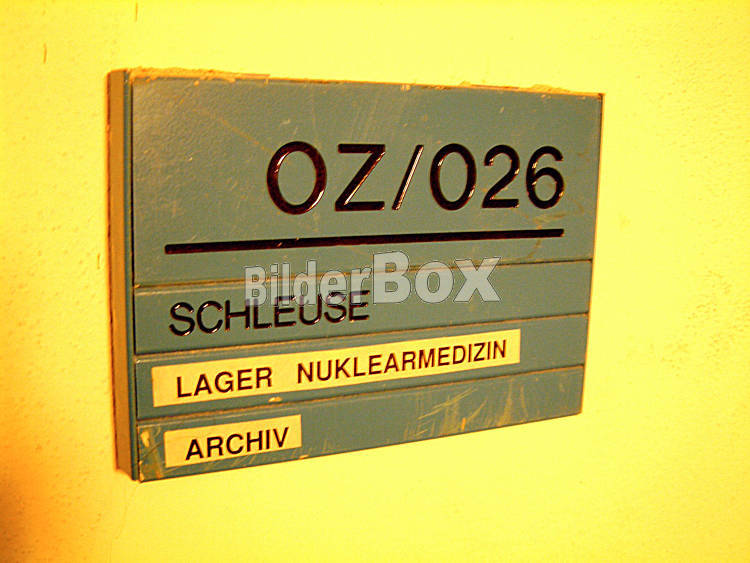 OZ/026
BilderBox
SCHLEUSE
LAGER NUKLEARMEDIZIN
ARCHIV